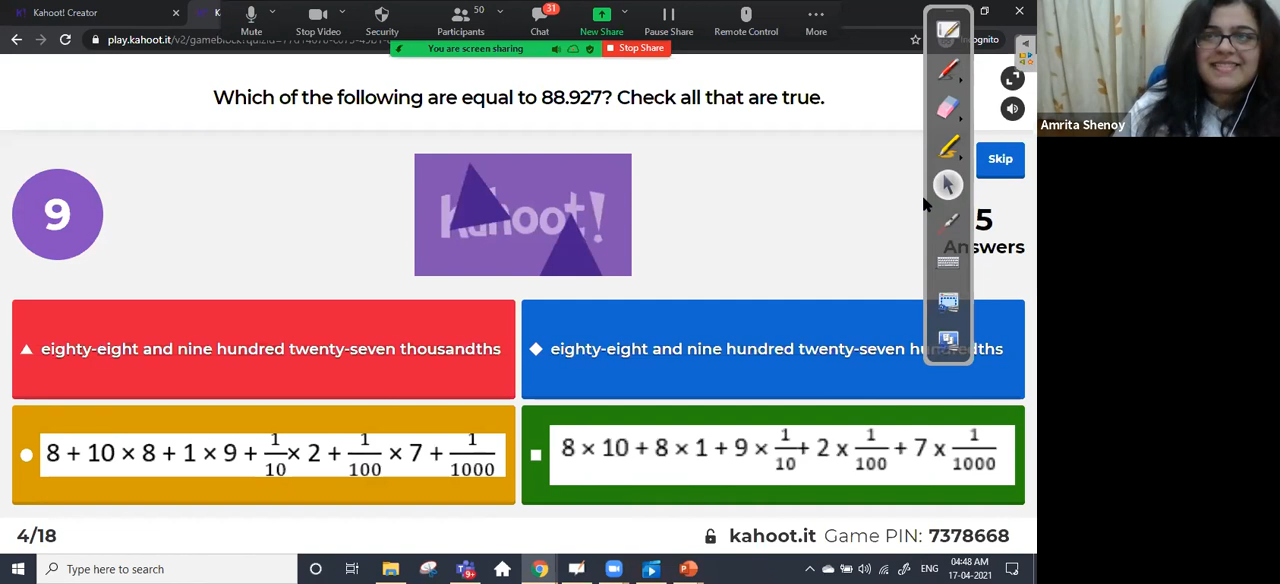 Kahoot! Creator
K
50
31
Mute
Stop Video
Security
Participants
Chat
New Share
Pause Share
Remote Control
More
play.kahoot.it/v2/gameblock
You are screen sharing
Stop Share
Incognito
Amrita Shenoy
Which of the following are equal to 88.927? Check all that are true.
Skip
9
kahoot!
5
Answers
eighty-eight and nine hundred twenty-seven thousandths
eighty-eight and nine hundred twenty-seven hundredths
8 + 10 × 8 + 1 × 9 + 1/10 × 2 + 1/100 × 7 + 1/1000
8 × 10 + 8 × 1 + 9 × 1/10 + 2 x 1/100 + 7 x 1/1000
4/18
kahoot.it Game PIN: 7378668
Type here to search
9+
ENG
04:48 AM
17-04-2021